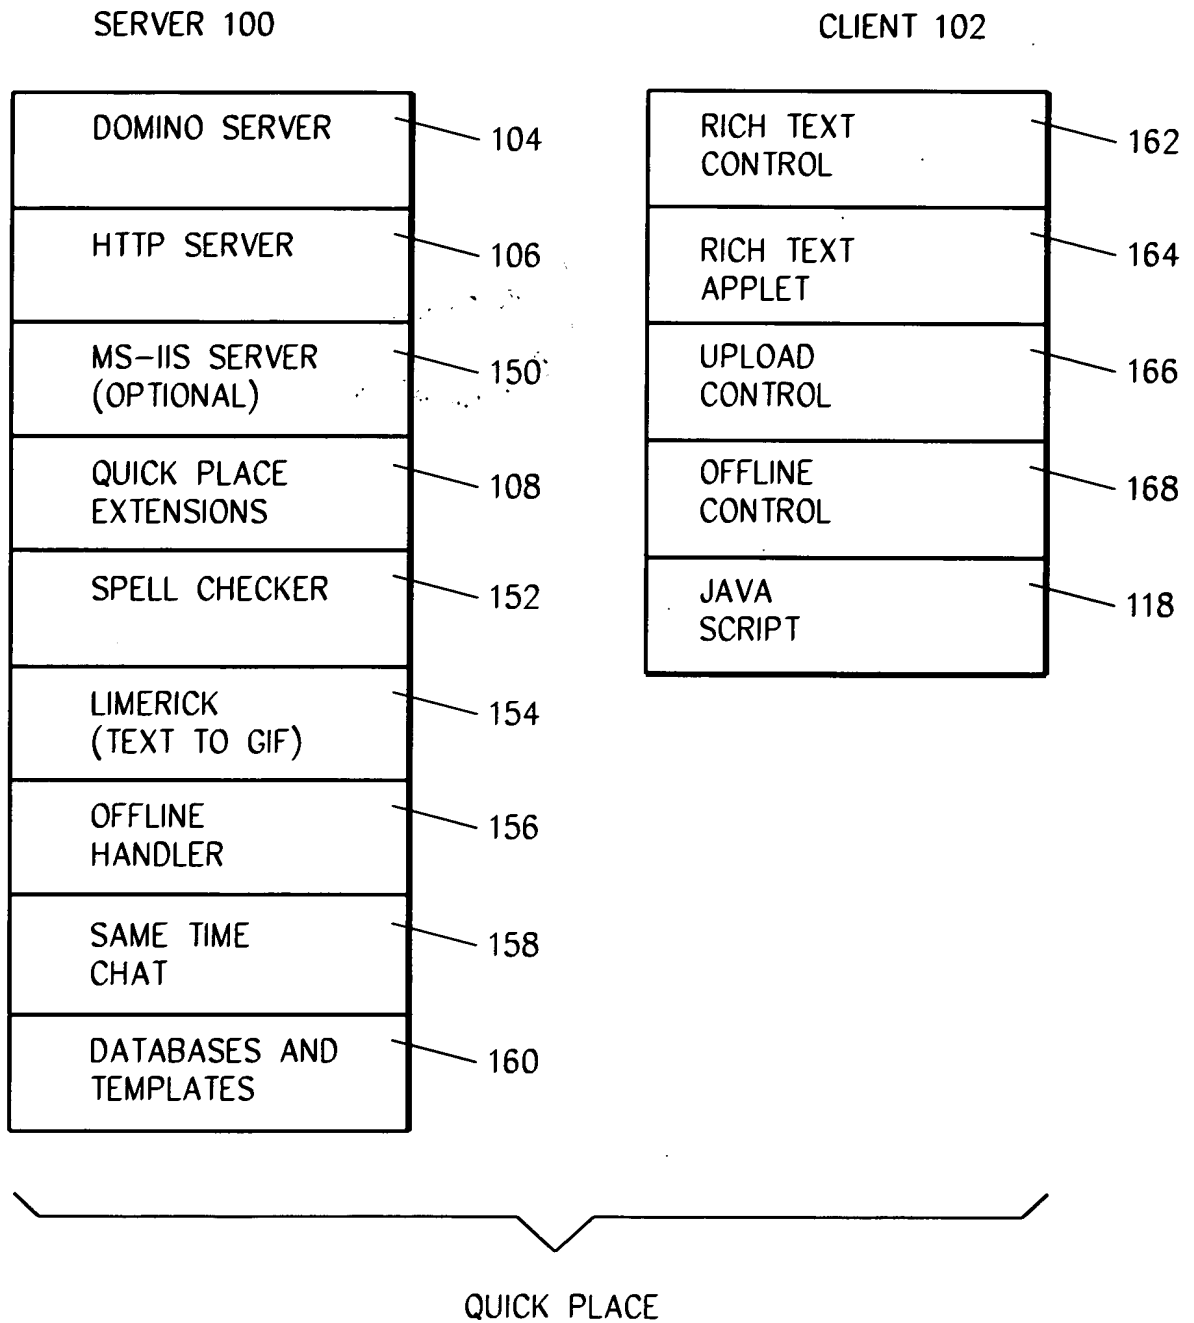 SERVER 100
DOMINO SERVER
104
HTTP SERVER
106
MS-IIS SERVER
(OPTIONAL)
150
QUICK PLACE
EXTENSIONS
108
SPELL CHECKER
152
LIMERICK
(TEXT TO GIF)
154
OFFLINE
HANDLER
156
SAME TIME
CHAT
158
DATABASES AND
TEMPLATES
160
CLIENT 102
RICH TEXT
CONTROL
162
RICH TEXT
APPLET
164
UPLOAD
CONTROL
166
OFFLINE
CONTROL
168
JAVA
SCRIPT
118
QUICK PLACE